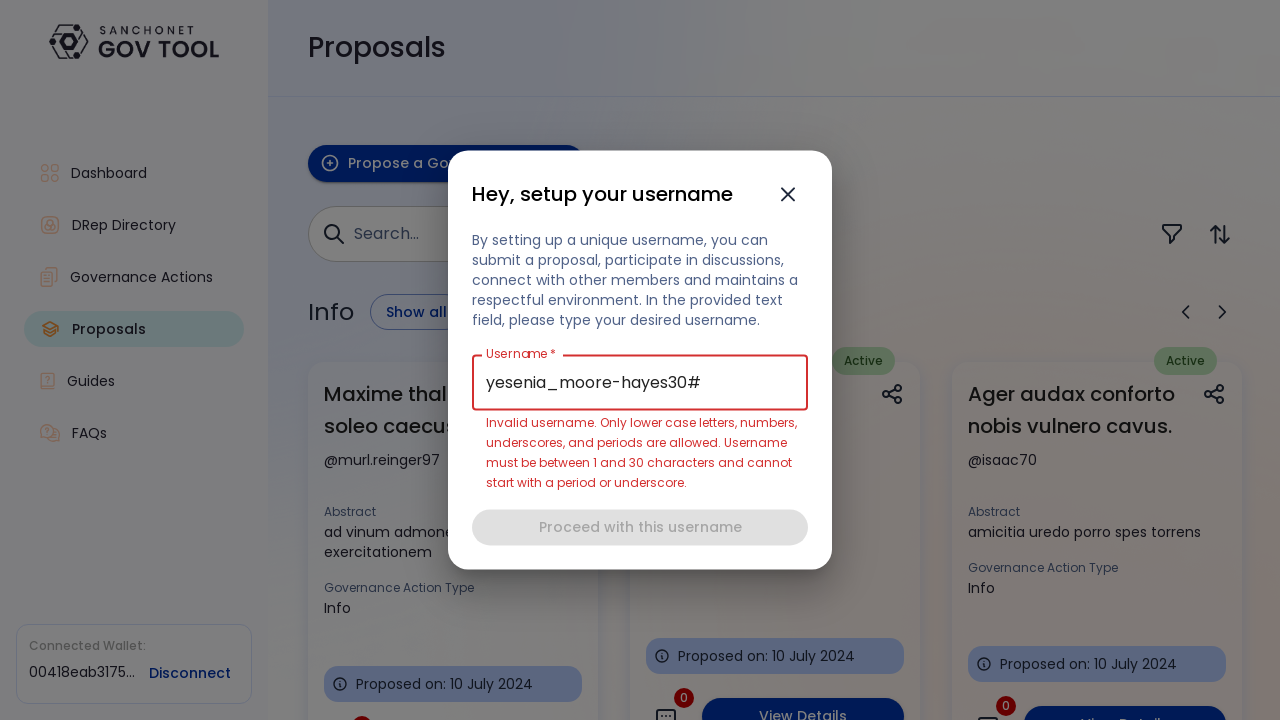 SANCHONET
GOV TOOL
Dashboard
DRep Directory
Governance Actions
Proposals
Guides
FAQs
Connected Wallet:
00418eab3175...
Disconnect
Proposals
Propose a Go
Search...
Info
Show all
Hey, setup your username
By setting up a unique username, you can
submit a proposal, participate in discussions,
connect with other members and maintains a
respectful environment. In the provided text
field, please type your desired username.
Username *
yesenia_moore-hayes30#
Invalid username. Only lower case letters, numbers,
underscores, and periods are allowed. Username
must be between 1 and 30 characters and cannot
start with a period or underscore.
Proceed with this username
Maxime thal
soleo caecus
@murl.reinger97
Abstract
ad vinum admone
exercitationem
Governance Action Type
Info
Proposed on: 10 July 2024
Active
Proposed on: 10 July 2024
0
View Details
Active
Ager audax conforto
nobis vulnero cavus.
@isaac70
Abstract
amicitia uredo porro spes torrens
Governance Action Type
Info
Proposed on: 10 July 2024
0
View Details